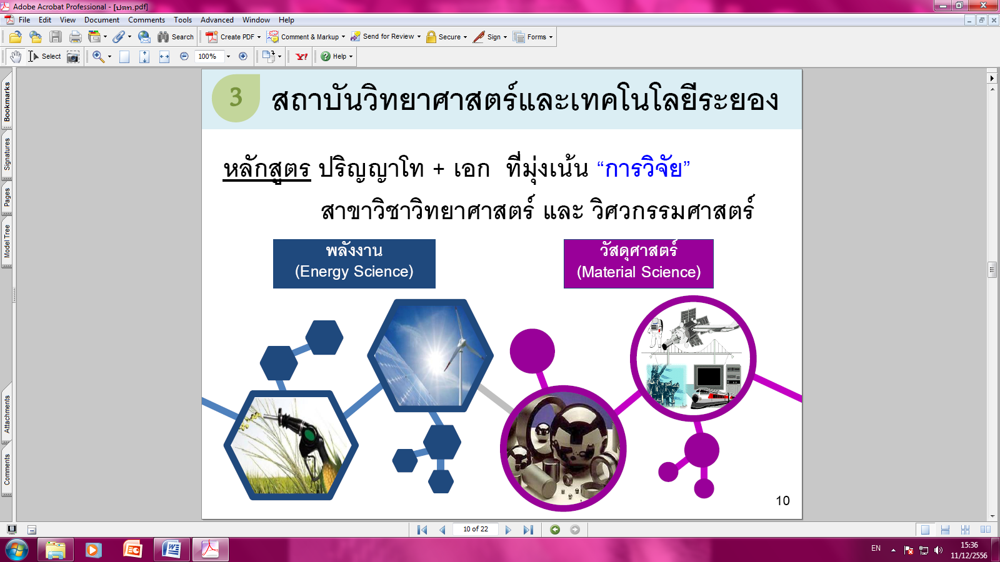 Adobe Acrobat Professional - [ปตท.pdf]
File Edit View Document Comments Tools Advanced Window Help
Search Create PDF Comment & Markup Send for Review Secure Sign Forms
Select 100% Y! Help
Bookmarks
Signatures
Pages
Model Tree
Attachments
Comments
3 สถาบันวิทยาศาสตร์และเทคโนโลยีระยอง
หลักสูตร ปริญญาโท + เอก ที่มุ่งเน้น “การวิจัย”
สาขาวิชาวิทยาศาสตร์ และ วิศวกรรมศาสตร์
พลังงาน
(Energy Science)
วัสดุศาสตร์
(Material Science)
10
10 of 22
EN
15:36
11/12/2556